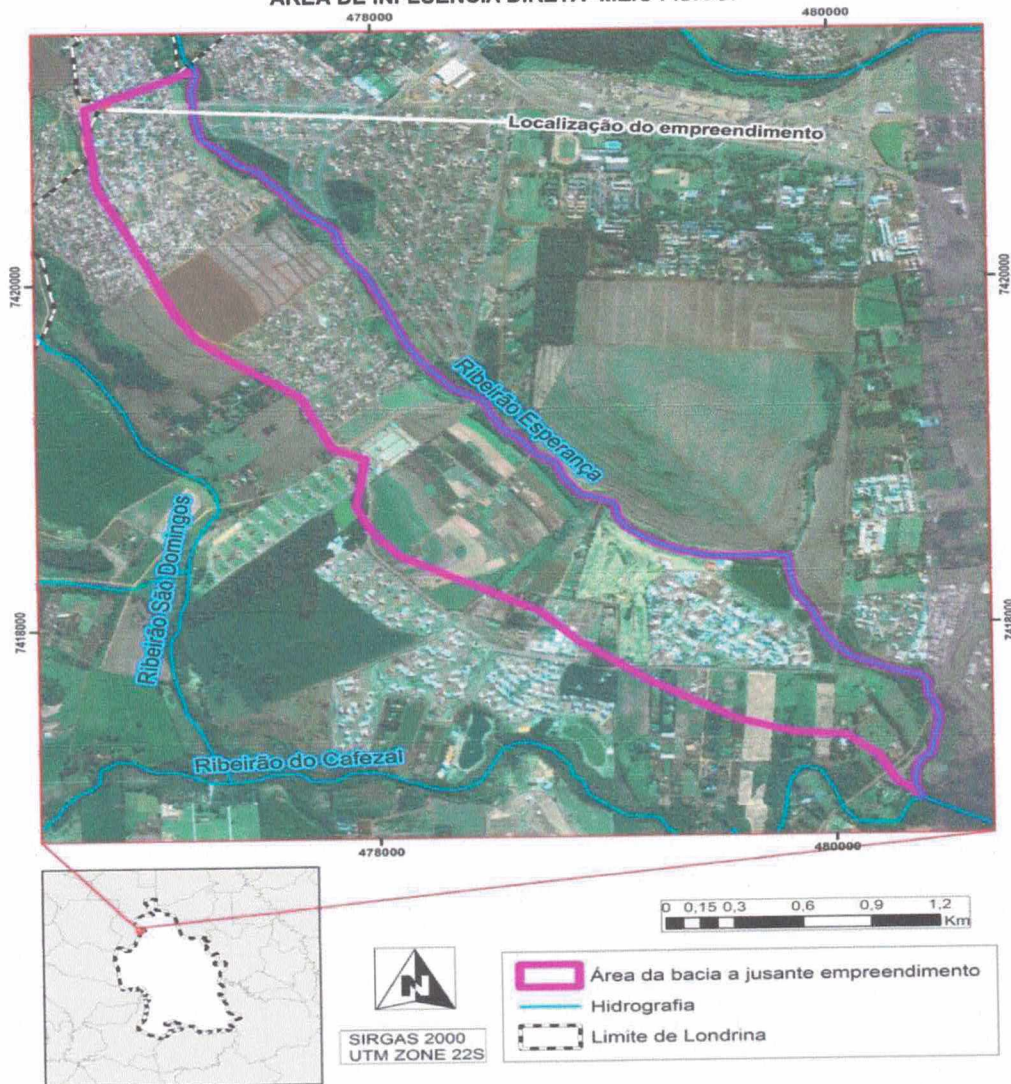 478000
480000
Localização do empreendimento
7420000
7420000
Ribeirão Esperança
Ribeirão São Domingos
7418000
7418000
Ribeirão do Cafezal
478000
480000
0 0,15 0,3 0,6 0,9 1,2
Km
N
SIRGAS 2000
UTM ZONE 22S
Área da bacia a jusante empreendimento
Hidrografia
Limite de Londrina